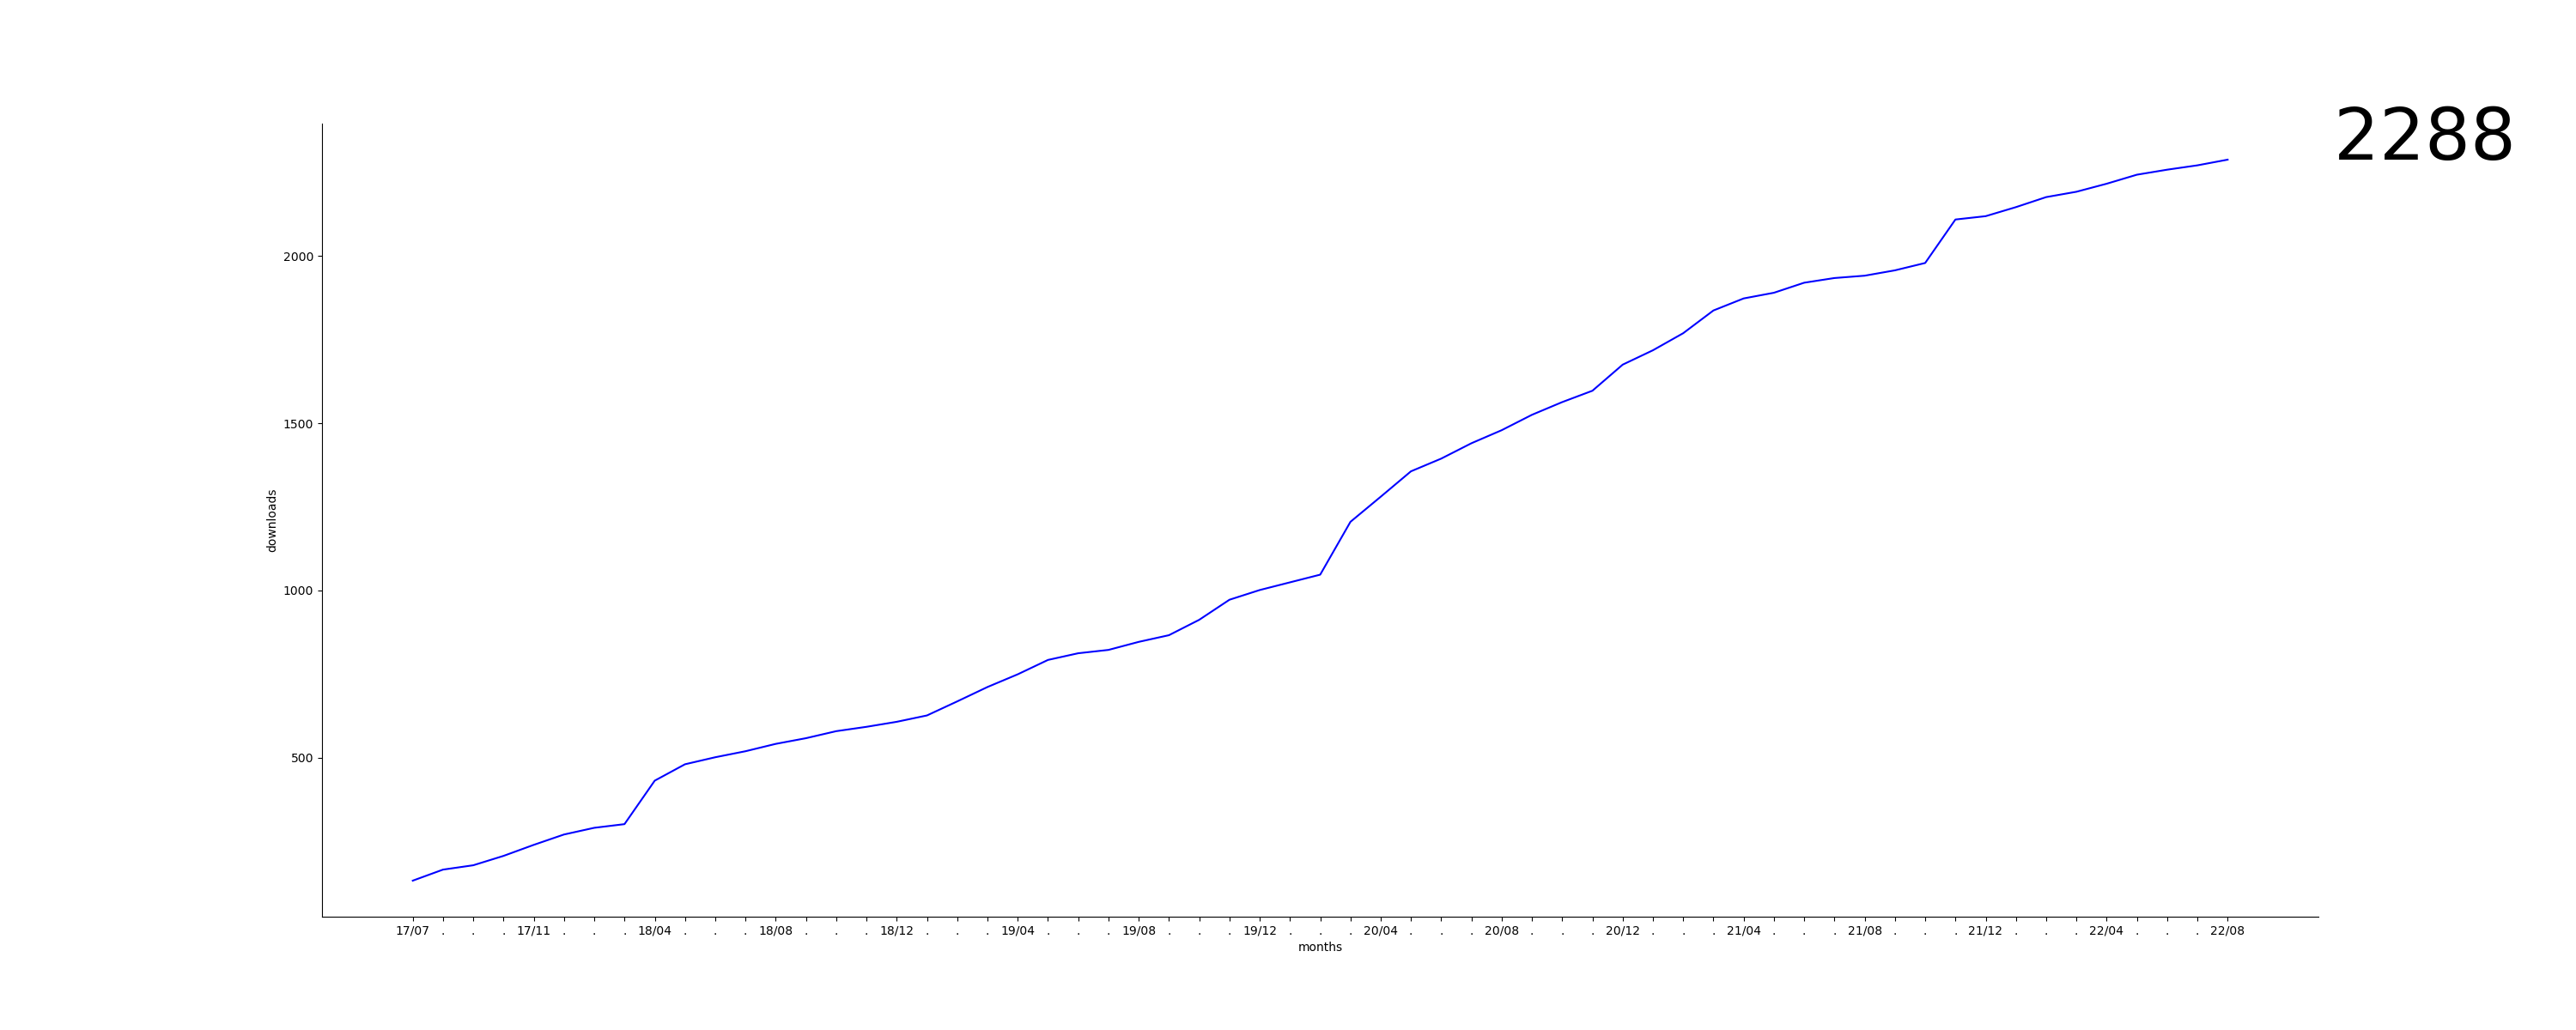 2288
2000
1500
1000
500
downloads
17/07 . . . 17/11 . . . 18/04 . . . 18/08 . . . 18/12 . . . 19/04 . . . 19/08 . . . 19/12 . . . 20/04 . . . 20/08 . . . 20/12 . . . 21/04 . . . 21/08 . . . 21/12 . . . 22/04 . . . 22/08
months